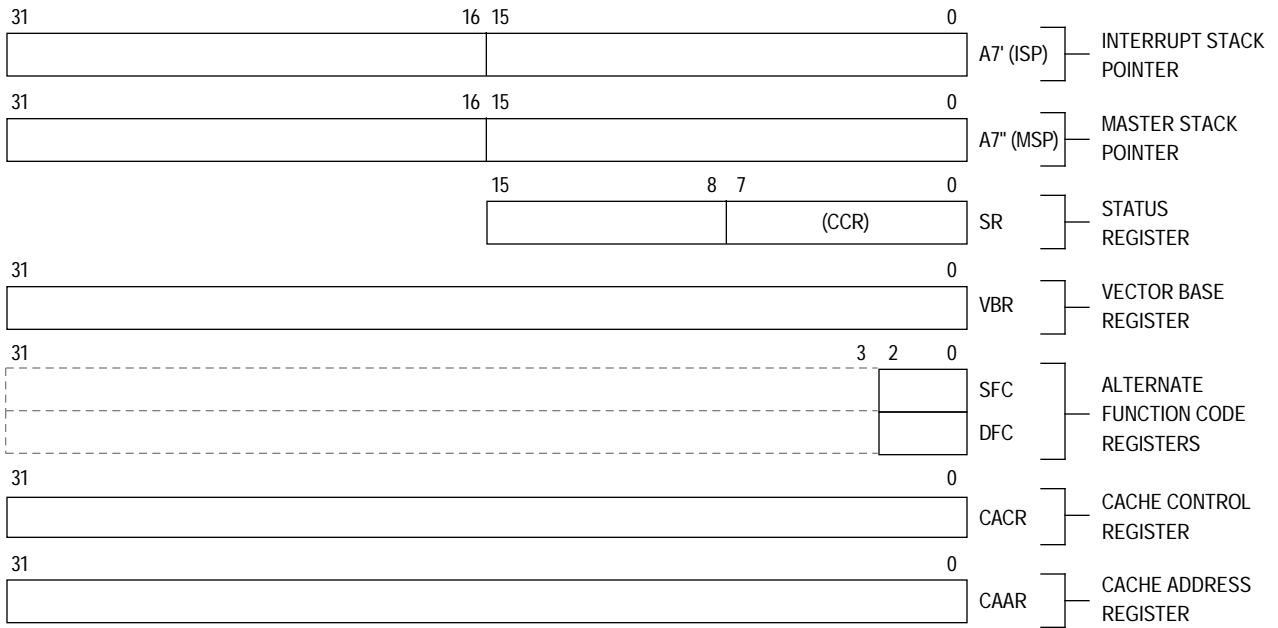 31 16 15 0
A7' (ISP) INTERRUPT STACK
POINTER
31 16 15 0
A7" (MSP) MASTER STACK
POINTER
15 8 7 0
(CCR) SR STATUS
REGISTER
31 0
VBR VECTOR BASE
REGISTER
31 3 2 0
SFC ALTERNATE
FUNCTION CODE
DFC REGISTERS
31 0
CACR CACHE CONTROL
REGISTER
31 0
CAAR CACHE ADDRESS
REGISTER